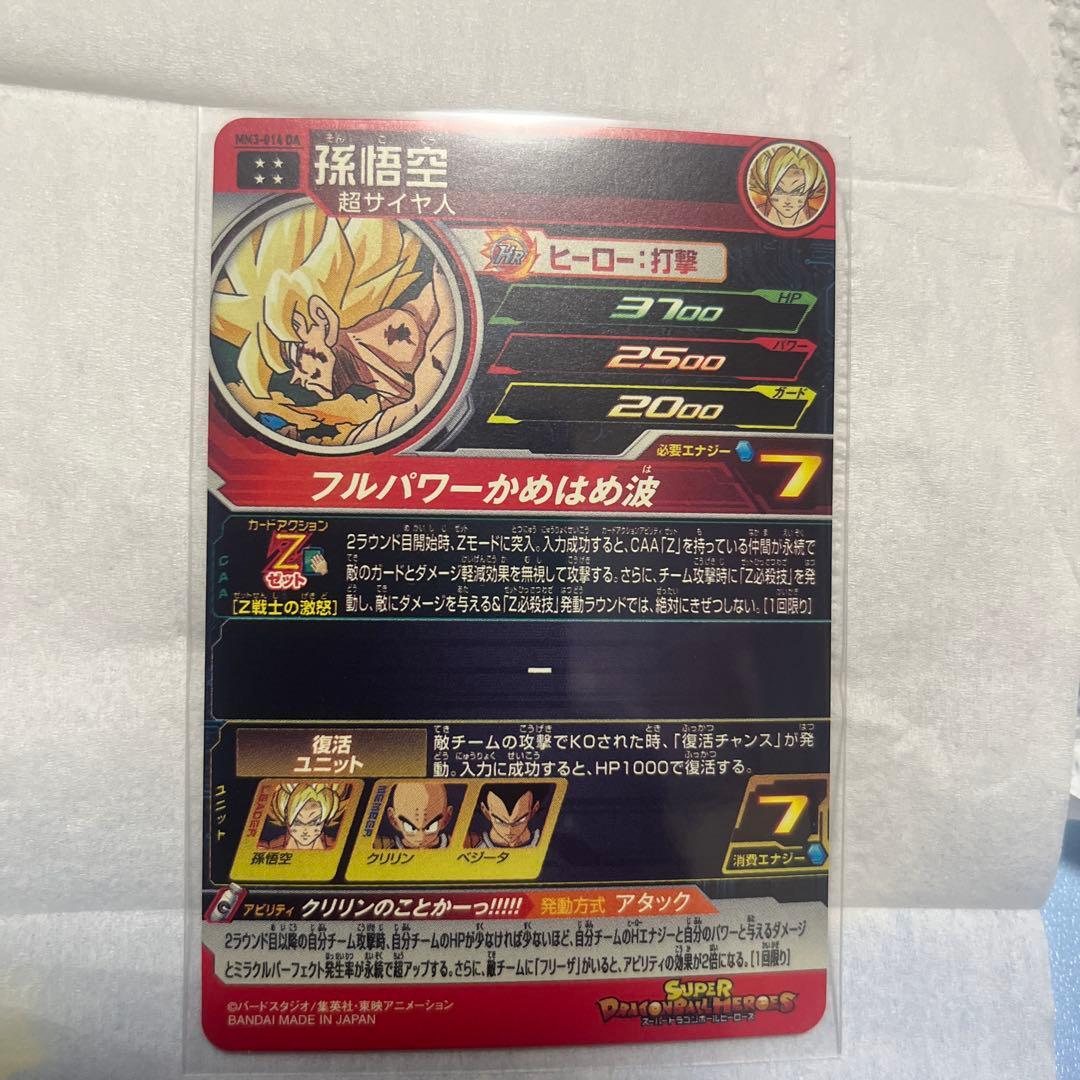 MM3-014 DA
孫悟空
超サイヤ人
HR
ヒーロー:打撃
HP
3700
パワー
2500
ガード
2000
必要エナジー 7
フルパワーかめはめ波
CAA
カードアクション
Z
ゼット
[Z戦士の激怒]
2ラウンド目開始時、Zモードに突入。入力成功すると、CAA「Z」を持っている仲間が永続で
敵のガードとダメージ軽減効果を無視して攻撃する。さらに、チーム攻撃時に「Z必殺技」を発
動し、敵にダメージを与える&「Z必殺技」発動ラウンドでは、絶対にきぜつしない。[1回限り]
ー
ユニット
復活
ユニット
敵チームの攻撃でKOされた時、「復活チャンス」が発
動。入力に成功すると、HP1000で復活する。
LEADER
孫悟空
MEMBER
クリリン
ベジータ
7
消費エナジー
アビリティ クリリンのことかーっ!!!!! 発動方式 アタック
2ラウンド目以降の自分チーム攻撃時、自分チームのHPが少なければ少ないほど、自分チームのHエナジーと自分のパワーと与えるダメージ
とミラクルパーフェクト発生率が永続で超アップする。さらに、敵チームに「フリーザ」がいると、アビリティの効果が2倍になる。[1回限り]
©バードスタジオ/集英社・東映アニメーション
BANDAI MADE IN JAPAN
SUPER
DRAGONBALL HEROES
スーパードラゴンボールヒーローズ